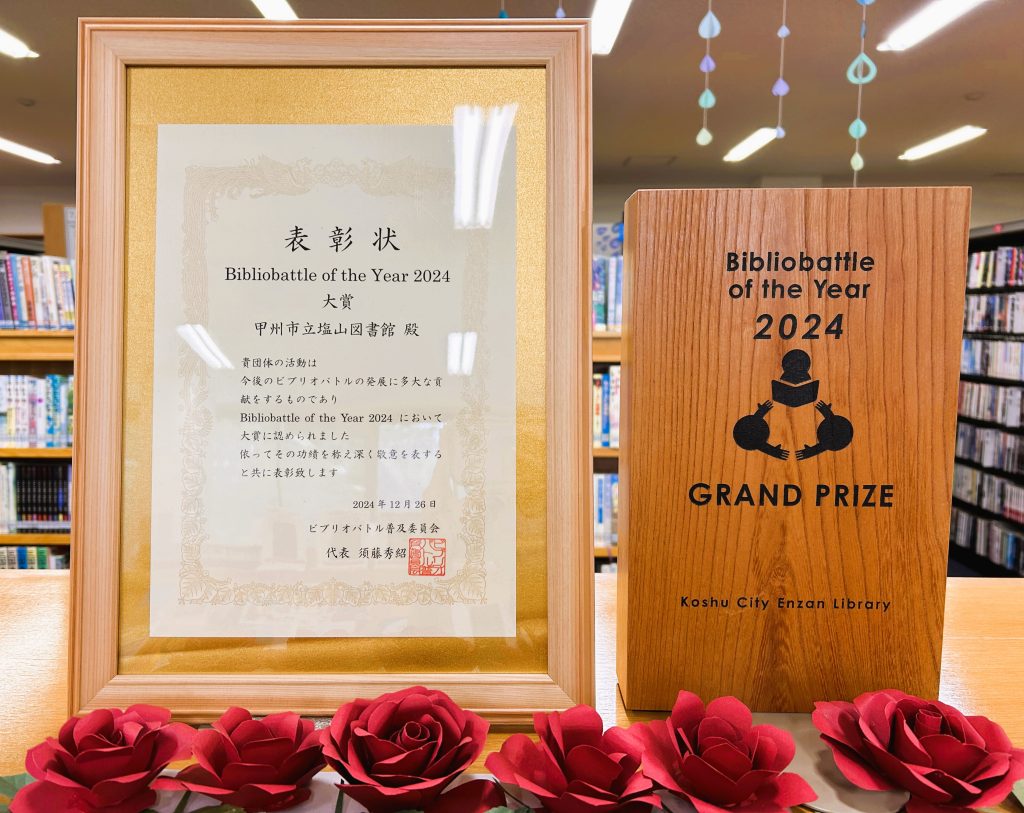 表彰状
Bibliobattle of the Year 2024
大賞
甲州市立塩山図書館 殿
貴団体の活動は
今後のビブリオバトルの発展に多大な貢
献をするものであり
Bibliobattle of the Year 2024 において
大賞に認められました
依ってその功績を称え深く敬意を表する
と共に表彰致します
2024年12月26日
ビブリオバトル普及委員会
代表 須藤秀紹
Bibliobattle
of the Year
2024
GRAND PRIZE
Koshu City Enzan Library